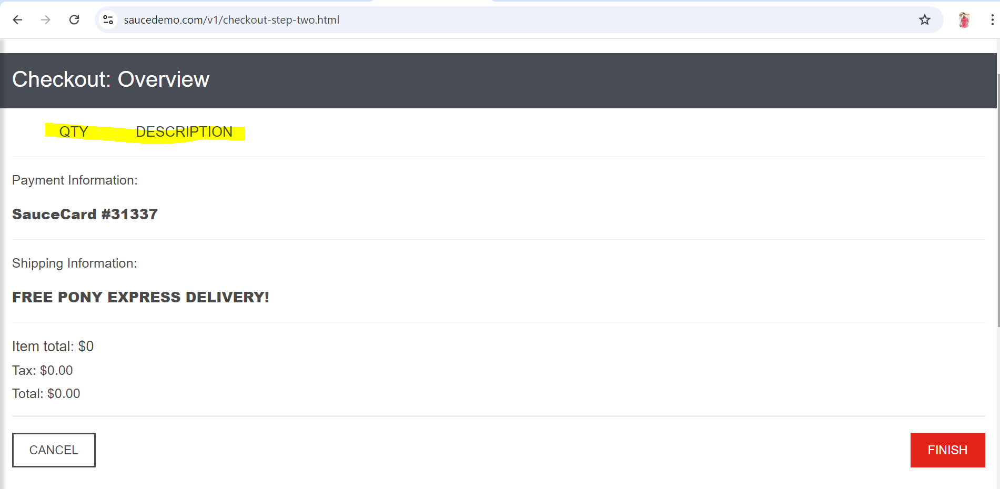 saucedemo.com/v1/checkout-step-two.html
Checkout: Overview
QTY DESCRIPTION
Payment Information:
SauceCard #31337
Shipping Information:
FREE PONY EXPRESS DELIVERY!
Item total: $0
Tax: $0.00
Total: $0.00
CANCEL FINISH